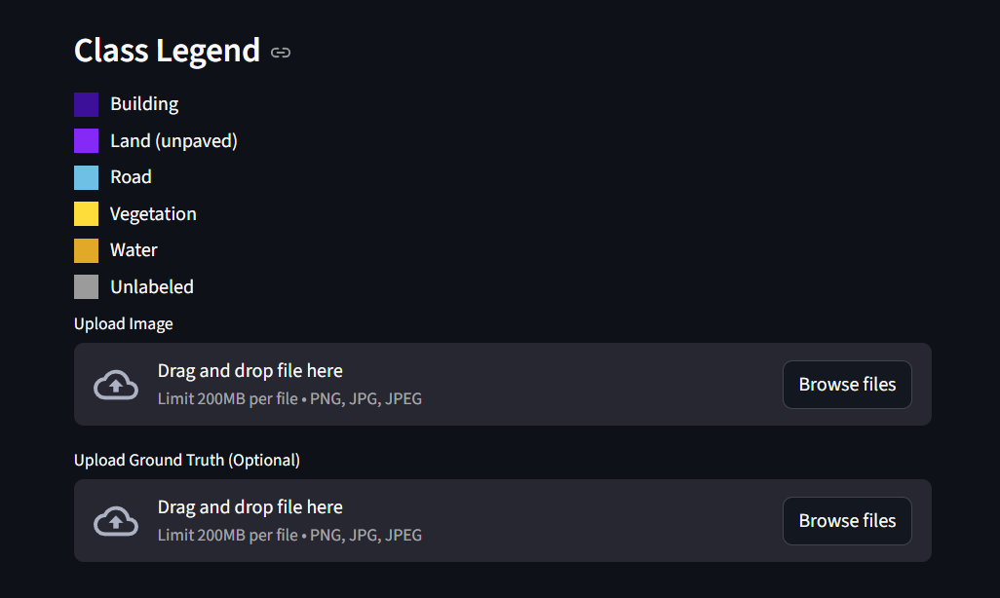 Class Legend
Building
Land (unpaved)
Road
Vegetation
Water
Unlabeled
Upload Image
Drag and drop file here
Limit 200MB per file • PNG, JPG, JPEG
Browse files
Upload Ground Truth (Optional)
Drag and drop file here
Limit 200MB per file • PNG, JPG, JPEG
Browse files